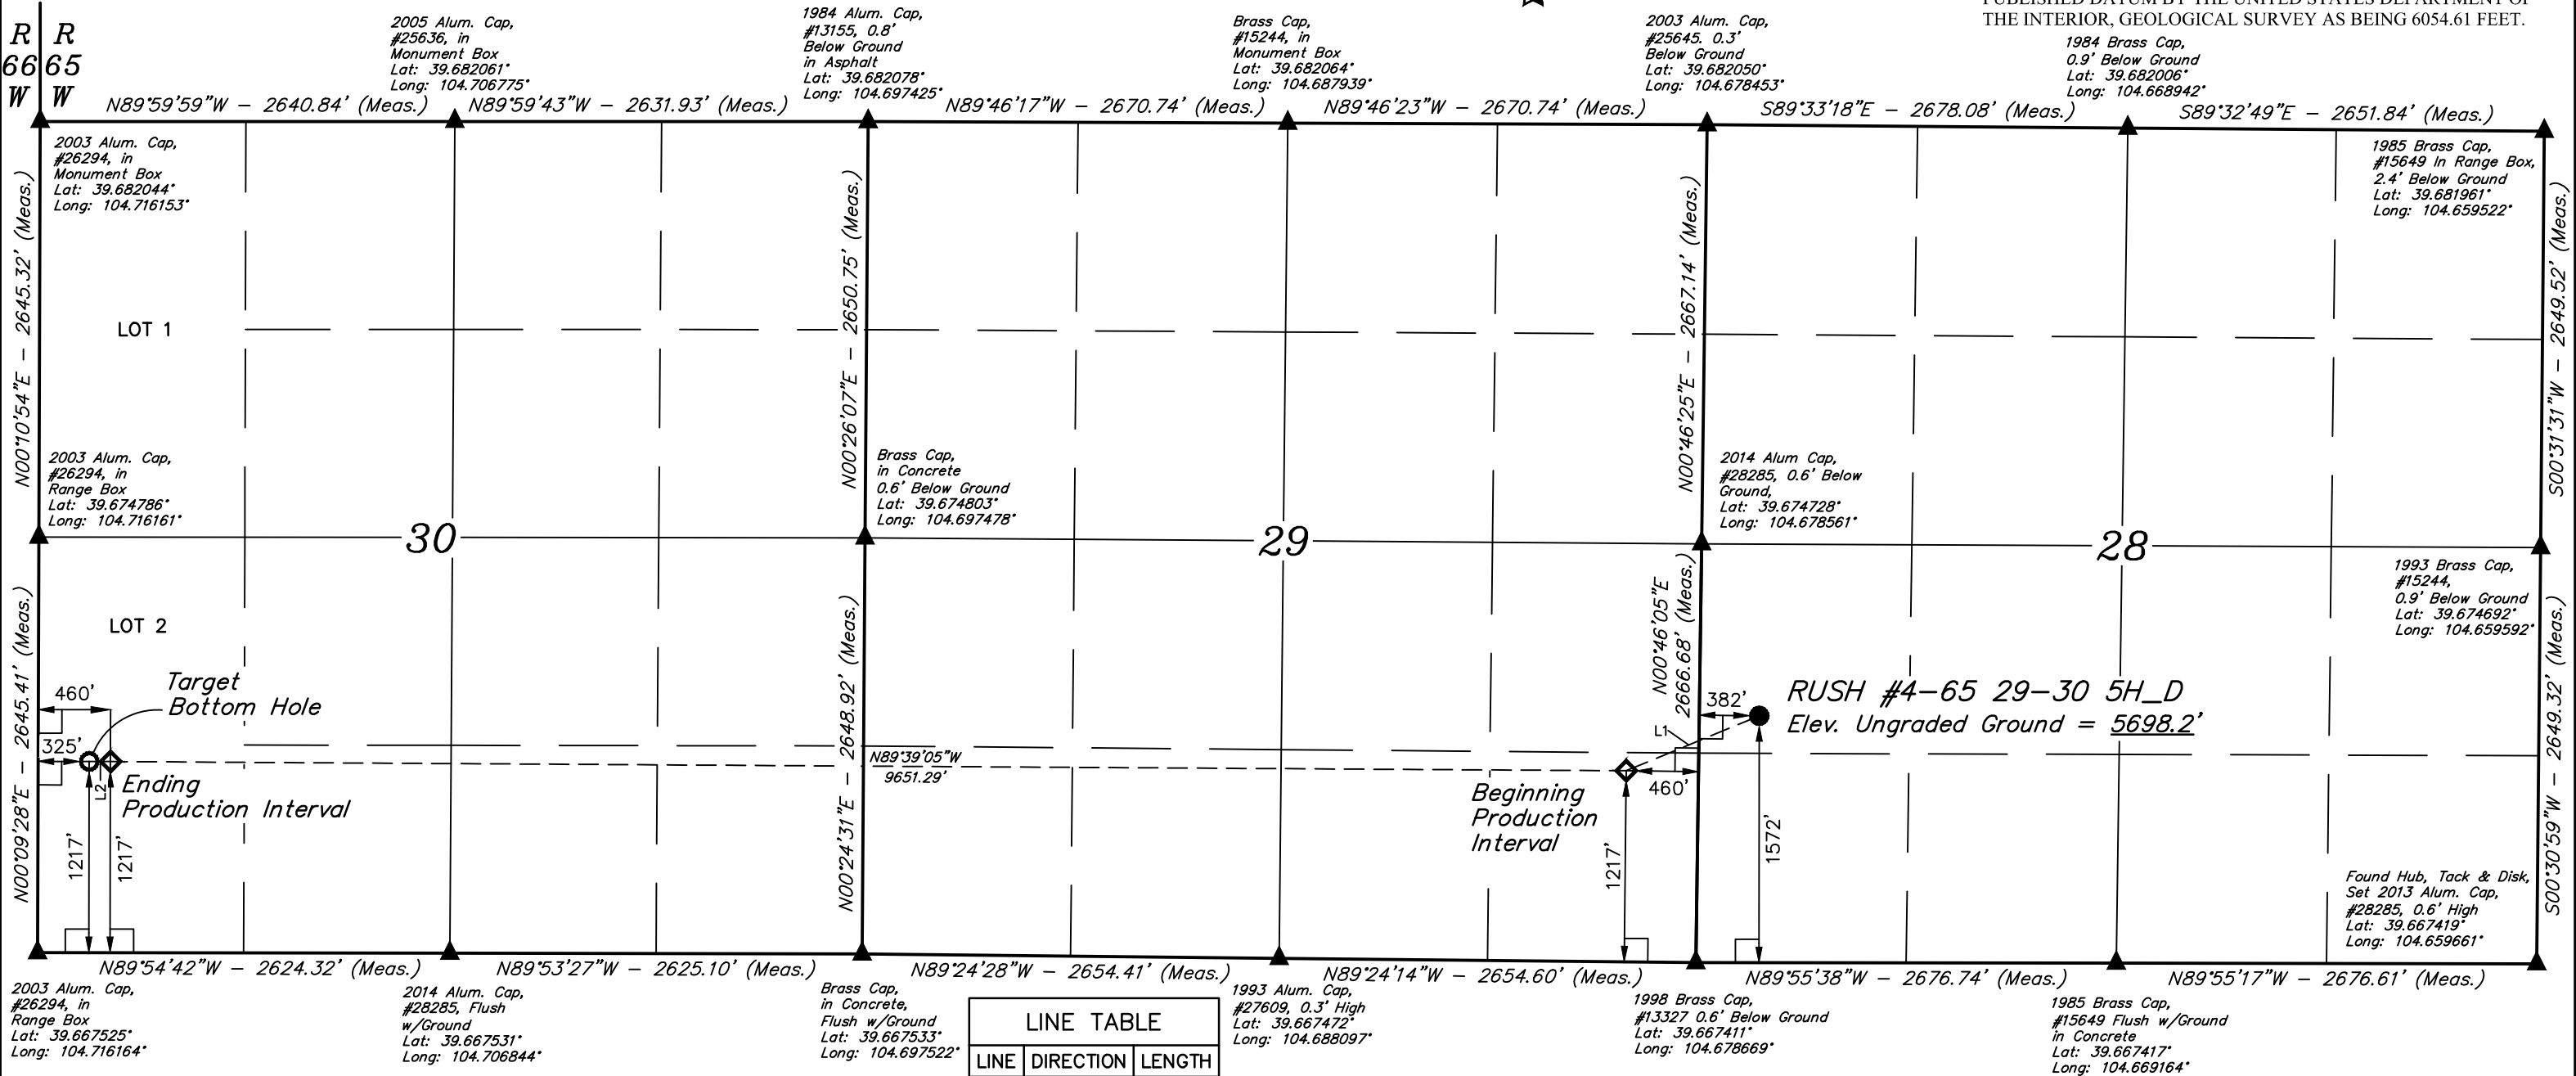 PUBLISHED DATUM BY THE UNITED STATES DEPARTMENT OF
THE INTERIOR, GEOLOGICAL SURVEY AS BEING 6054.61 FEET.
R R
66 65
W W
2005 Alum. Cap,
#25636, in
Monument Box
Lat: 39.682061°
Long: 104.706775°
1984 Alum. Cap,
#13155, 0.8'
Below Ground
in Asphalt
Lat: 39.682078°
Long: 104.697425°
Brass Cap,
#15244, in
Monument Box
Lat: 39.682064°
Long: 104.687939°
2003 Alum. Cap,
#25645. 0.3'
Below Ground
Lat: 39.682050°
Long: 104.678453°
1984 Brass Cap,
0.9' Below Ground
Lat: 39.682006°
Long: 104.668942°
N89°59'59"W - 2640.84' (Meas.)
N89°59'43"W - 2631.93' (Meas.)
N89°46'17"W - 2670.74' (Meas.)
N89°46'23"W - 2670.74' (Meas.)
S89°33'18"E - 2678.08' (Meas.)
S89°32'49"E - 2651.84' (Meas.)
2003 Alum. Cap,
#26294, in
Monument Box
Lat: 39.682044°
Long: 104.716153°
1985 Brass Cap,
#15649 In Range Box,
2.4' Below Ground
Lat: 39.681961°
Long: 104.659522°
N00°10'54"E - 2645.32' (Meas.)
N00°26'07"E - 2650.75' (Meas.)
N00°46'25"E - 2667.14' (Meas.)
S00°31'31"W - 2649.52' (Meas.)
LOT 1
2003 Alum. Cap,
#26294, in
Range Box
Lat: 39.674786°
Long: 104.716161°
Brass Cap,
in Concrete
0.6' Below Ground
Lat: 39.674803°
Long: 104.697478°
2014 Alum Cap,
#28285, 0.6' Below
Ground,
Lat: 39.674728°
Long: 104.678561°
30
29
28
1993 Brass Cap,
#15244,
0.9' Below Ground
Lat: 39.674692°
Long: 104.659592°
LOT 2
N00°09'28"E - 2645.41' (Meas.)
N00°24'31"E - 2648.92' (Meas.)
N00°46'05"E
2666.68' (Meas.)
S00°30'59"W - 2649.32' (Meas.)
Target
Bottom Hole
460'
325'
L2
Ending
Production Interval
1217'
1217'
N89°39'05"W
9651.29'
L1
382'
RUSH #4-65 29-30 5H_D
Elev. Ungraded Ground = 5698.2'
460'
Beginning
Production
Interval
1217'
1572'
Found Hub, Tack & Disk,
Set 2013 Alum. Cap,
#28285, 0.6' High
Lat: 39.667419°
Long: 104.659661°
N89°54'42"W - 2624.32' (Meas.)
N89°53'27"W - 2625.10' (Meas.)
N89°24'28"W - 2654.41' (Meas.)
N89°24'14"W - 2654.60' (Meas.)
N89°55'38"W - 2676.74' (Meas.)
N89°55'17"W - 2676.61' (Meas.)
2003 Alum. Cap,
#26294, in
Range Box
Lat: 39.667525°
Long: 104.716164°
2014 Alum. Cap,
#28285, Flush
w/Ground
Lat: 39.667531°
Long: 104.706844°
Brass Cap,
in Concrete,
Flush w/Ground
Lat: 39.667533°
Long: 104.697522°
1993 Alum. Cap,
#27609, 0.3' High
Lat: 39.667472°
Long: 104.688097°
1998 Brass Cap,
#13327 0.6' Below Ground
Lat: 39.667411°
Long: 104.678669°
1985 Brass Cap,
#15649 Flush w/Ground
in Concrete
Lat: 39.667417°
Long: 104.669164°
LINE TABLE
LINE DIRECTION LENGTH